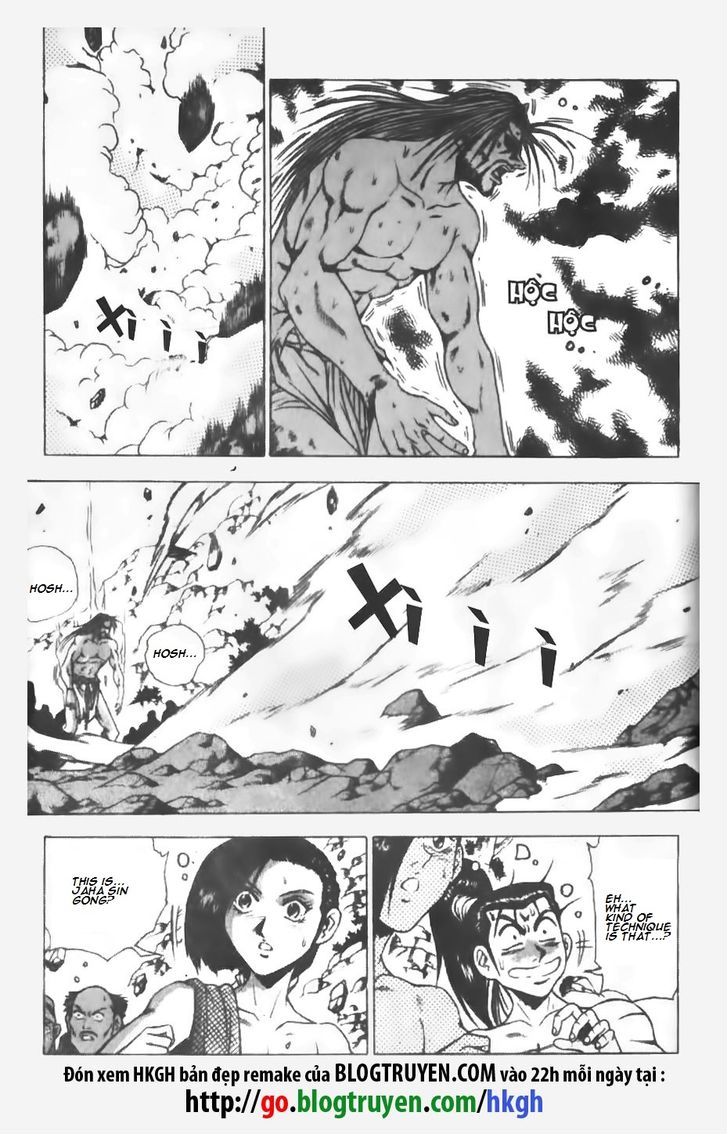 HỘC
HỘC
Xì ì ì
HOSH...
HOSH...
Xì ì ì
THIS IS...
JAHA SIN
GONG?
EH...
WHAT
KIND OF
TECHNIQUE
IS THAT...?
Đón xem HKGH bản đẹp remake của BLOGTRUYEN.COM vào 22h mỗi ngày tại :
http://go.blogtruyen.com/hkgh